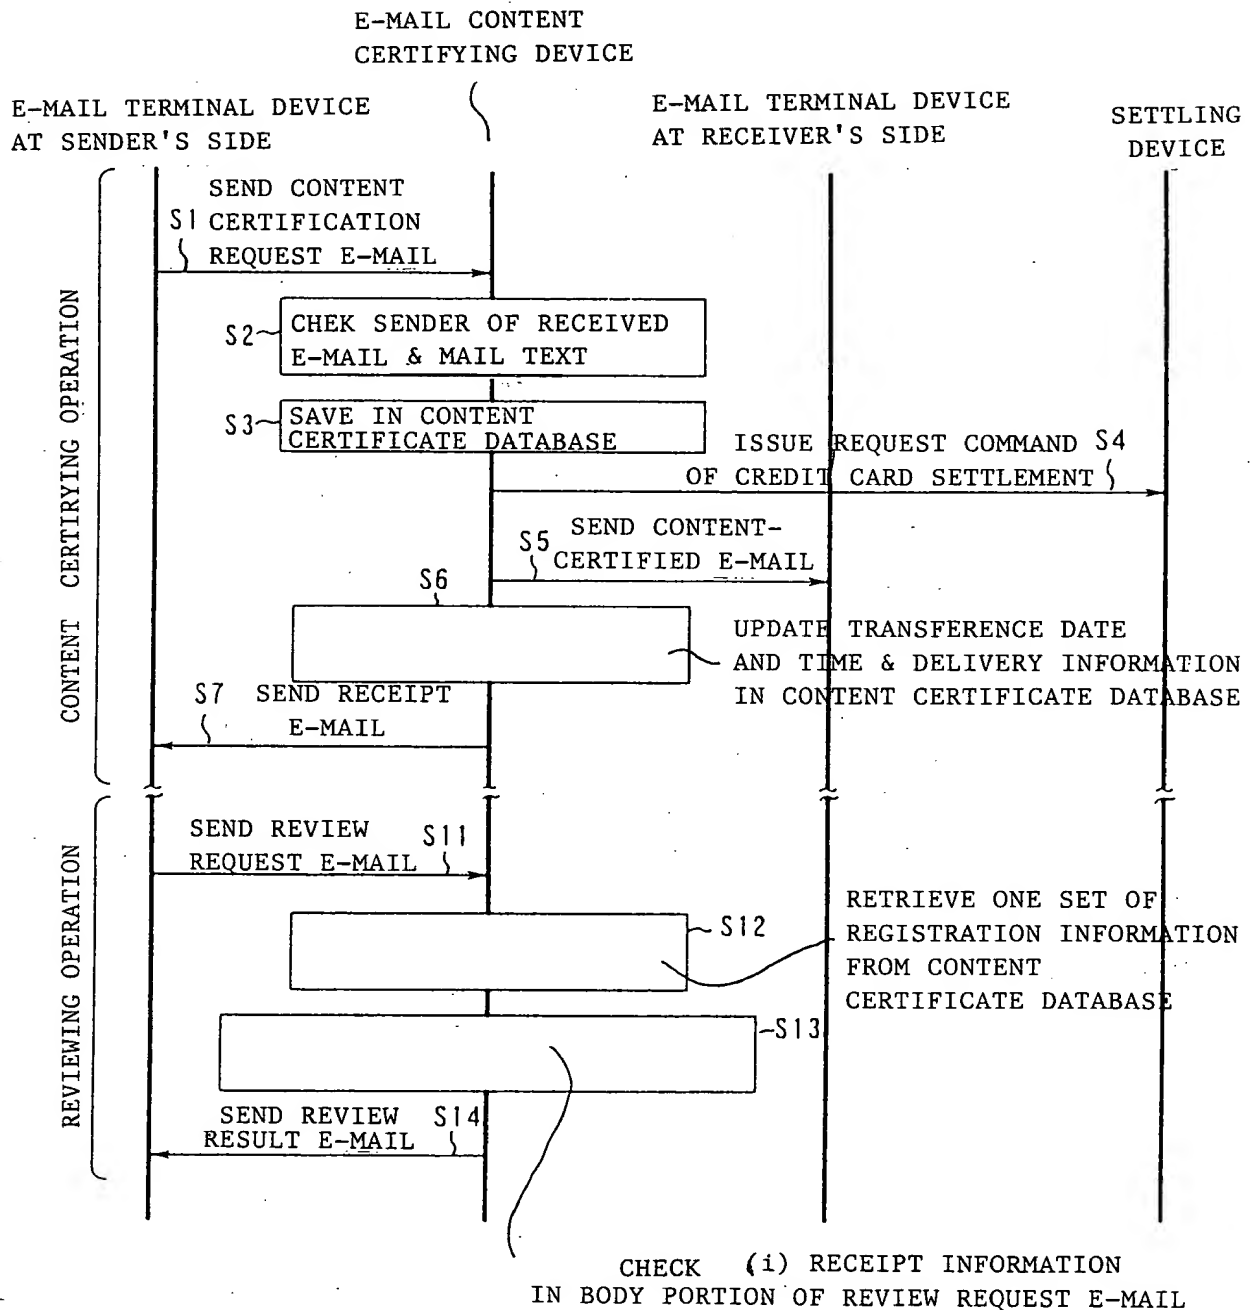 E-MAIL CONTENT
CERTIFYING DEVICE
E-MAIL TERMINAL DEVICE
AT SENDER'S SIDE
E-MAIL TERMINAL DEVICE
AT RECEIVER'S SIDE
SETTLING
DEVICE
CONTENT CERTIRYING OPERATION
SEND CONTENT
S1 CERTIFICATION
REQUEST E-MAIL
S2 CHEK SENDER OF RECEIVED
E-MAIL & MAIL TEXT
S3 SAVE IN CONTENT
CERTIFICATE DATABASE
ISSUE REQUEST COMMAND S4
OF CREDIT CARD SETTLEMENT
S5 SEND CONTENT-
CERTIFIED E-MAIL
S6
UPDATE TRANSFERENCE DATE
AND TIME & DELIVERY INFORMATION
IN CONTENT CERTIFICATE DATABASE
S7 SEND RECEIPT
E-MAIL
REVIEWING OPERATION
SEND REVIEW S11
REQUEST E-MAIL
S12
RETRIEVE ONE SET OF
REGISTRATION INFORMATION
FROM CONTENT
CERTIFICATE DATABASE
S13
SEND REVIEW S14
RESULT E-MAIL
CHECK (i) RECEIPT INFORMATION
IN BODY PORTION OF REVIEW REQUEST E-MAIL